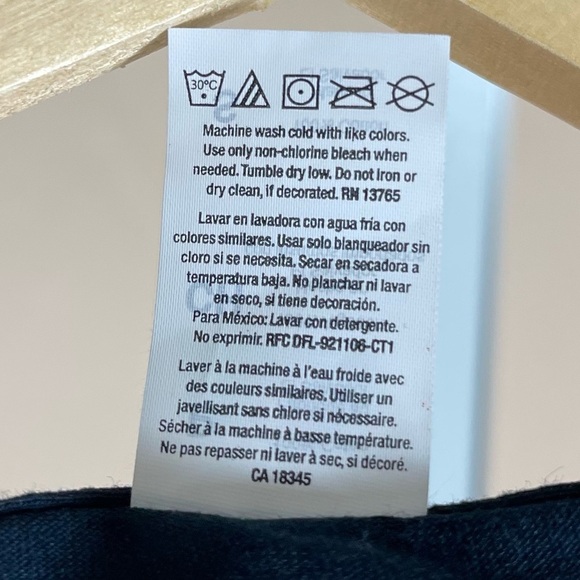 30°C
Machine wash cold with like colors.
Use only non-chlorine bleach when
needed. Tumble dry low. Do not iron or
dry clean, if decorated. RN 13765
Lavar en lavadora con agua fría con
colores similares. Usar solo blanqueador sin
cloro si se necesita. Secar en secadora a
temperatura baja. No planchar ni lavar
en seco, si tiene decoración.
Para México: Lavar con detergente.
No exprimir. RFC DFL-921106-CT1
Laver à la machine à l'eau froide avec
des couleurs similaires. Utiliser un
javellisant sans chlore si nécessaire.
Sécher à la machine à basse température.
Ne pas repasser ni laver à sec, si décoré.
CA 18345